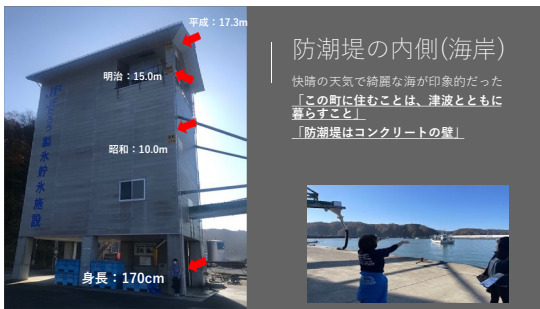 平成：17.3m
明治：15.0m
昭和：10.0m
製氷貯氷施設
身長：170cm
防潮堤の内側(海岸)
快晴の天気で綺麗な海が印象的だった
「この町に住むことは、津波とともに
暮らすこと」
「防潮堤はコンクリートの壁」